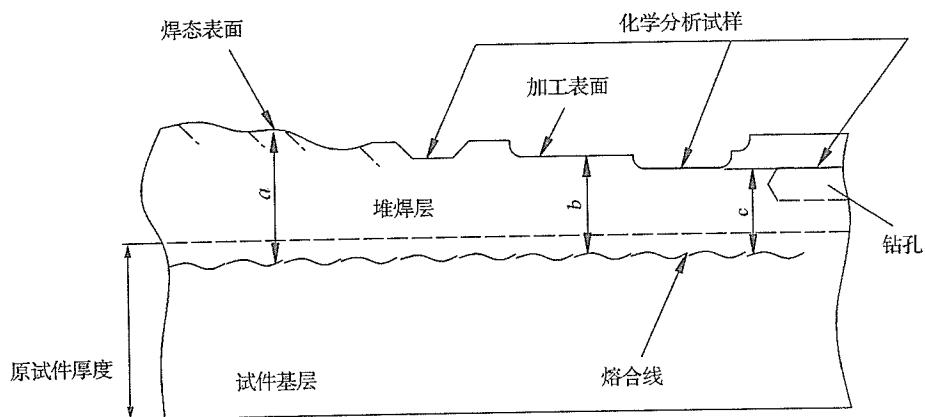 化学分析试样
焊态表面
加工表面
a
b
c
堆焊层
钻孔
原试件厚度
试件基层
熔合线